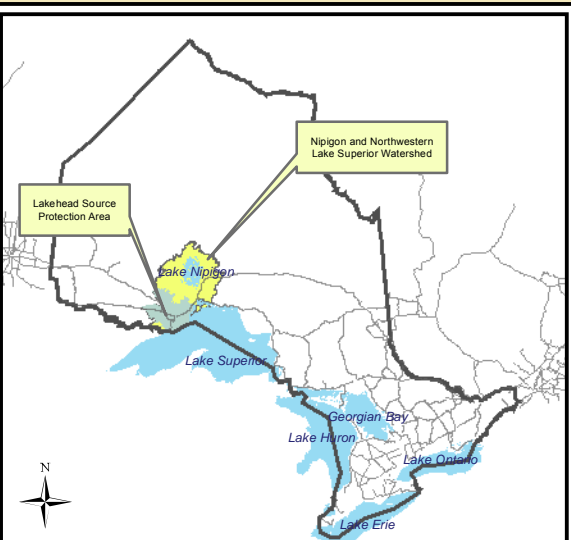 Nipigon and Northwestern
Lake Superior Watershed
Lakehead Source
Protection Area
Lake Nipigon
Lake Superior
Georgian Bay
Lake Huron
Lake Ontario
N
Lake Erie